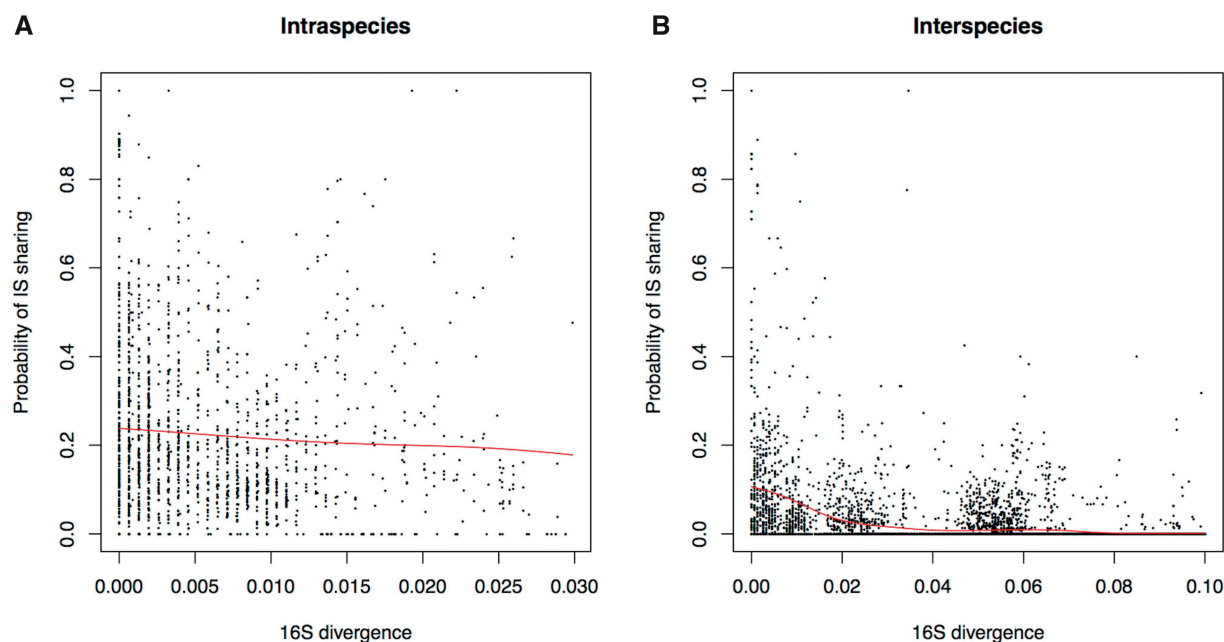 A
Intraspecies
Probability of IS sharing
1.0
0.8
0.6
0.4
0.2
0.0
0.000 0.005 0.010 0.015 0.020 0.025 0.030
16S divergence
B
Interspecies
Probability of IS sharing
1.0
0.8
0.6
0.4
0.2
0.0
0.00 0.02 0.04 0.06 0.08 0.10
16S divergence